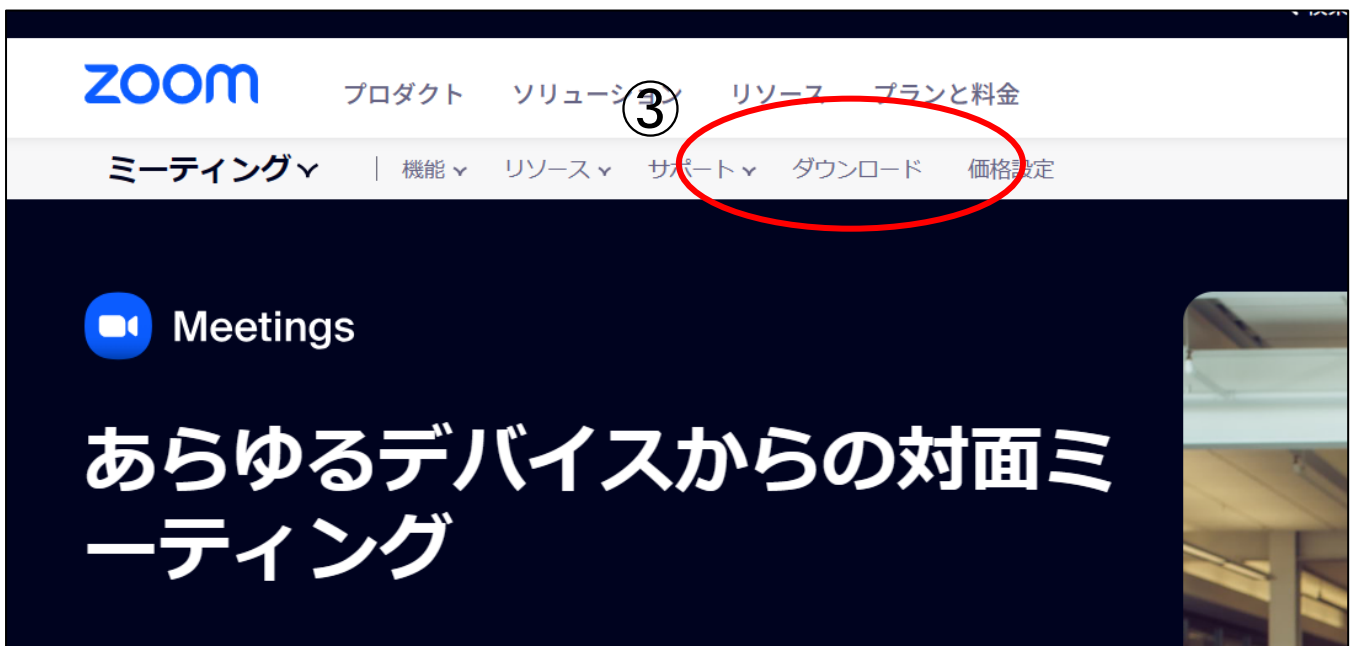 zoom プロダクト ソリューション リソース プランと料金
③
ミーティング 機能 リソース サポート ダウンロード 価格設定
Meetings
あらゆるデバイスからの対面ミ
ーティング